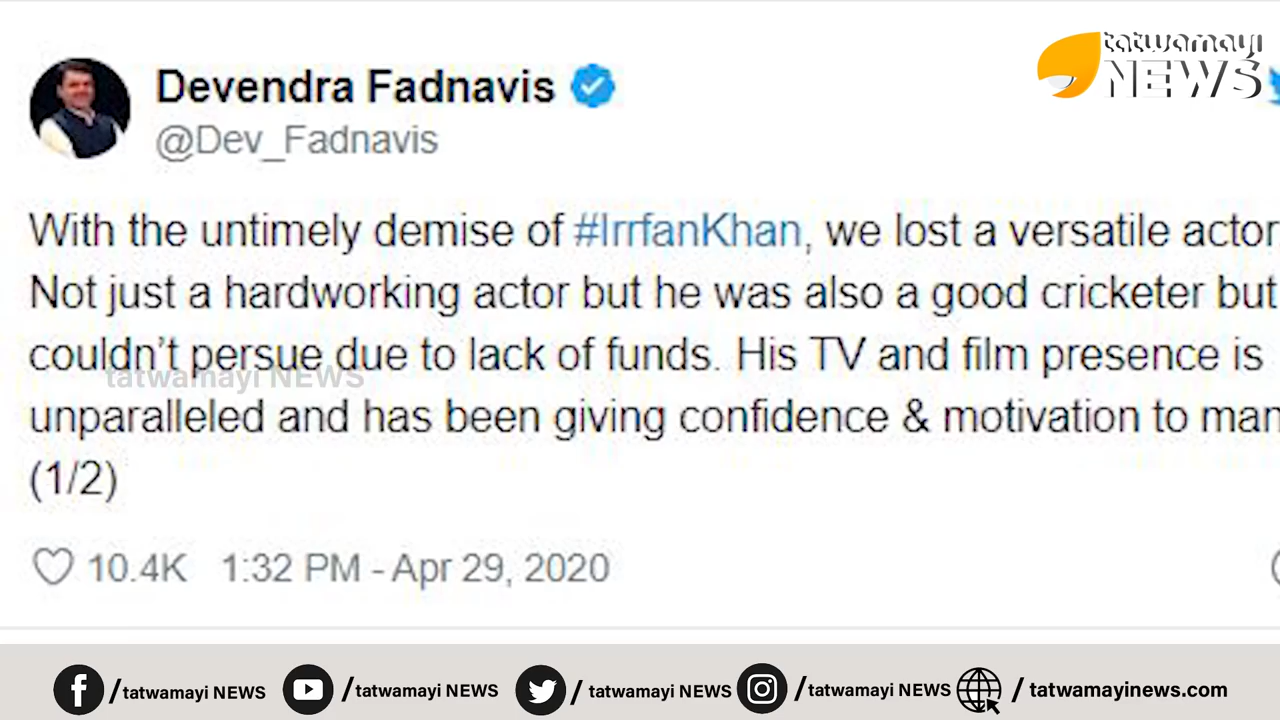 tatwamayi
NEWS
Devendra Fadnavis
@Dev_Fadnavis
With the untimely demise of #IrrfanKhan, we lost a versatile actor
Not just a hardworking actor but he was also a good cricketer but
couldn't persue due to lack of funds. His TV and film presence is
tatwamayi NEWS
unparalleled and has been giving confidence & motivation to man
(1/2)
10.4K 1:32 PM - Apr 29, 2020
/tatwamayi NEWS /tatwamayi NEWS / tatwamayi NEWS /tatwamayi NEWS / tatwamayinews.com